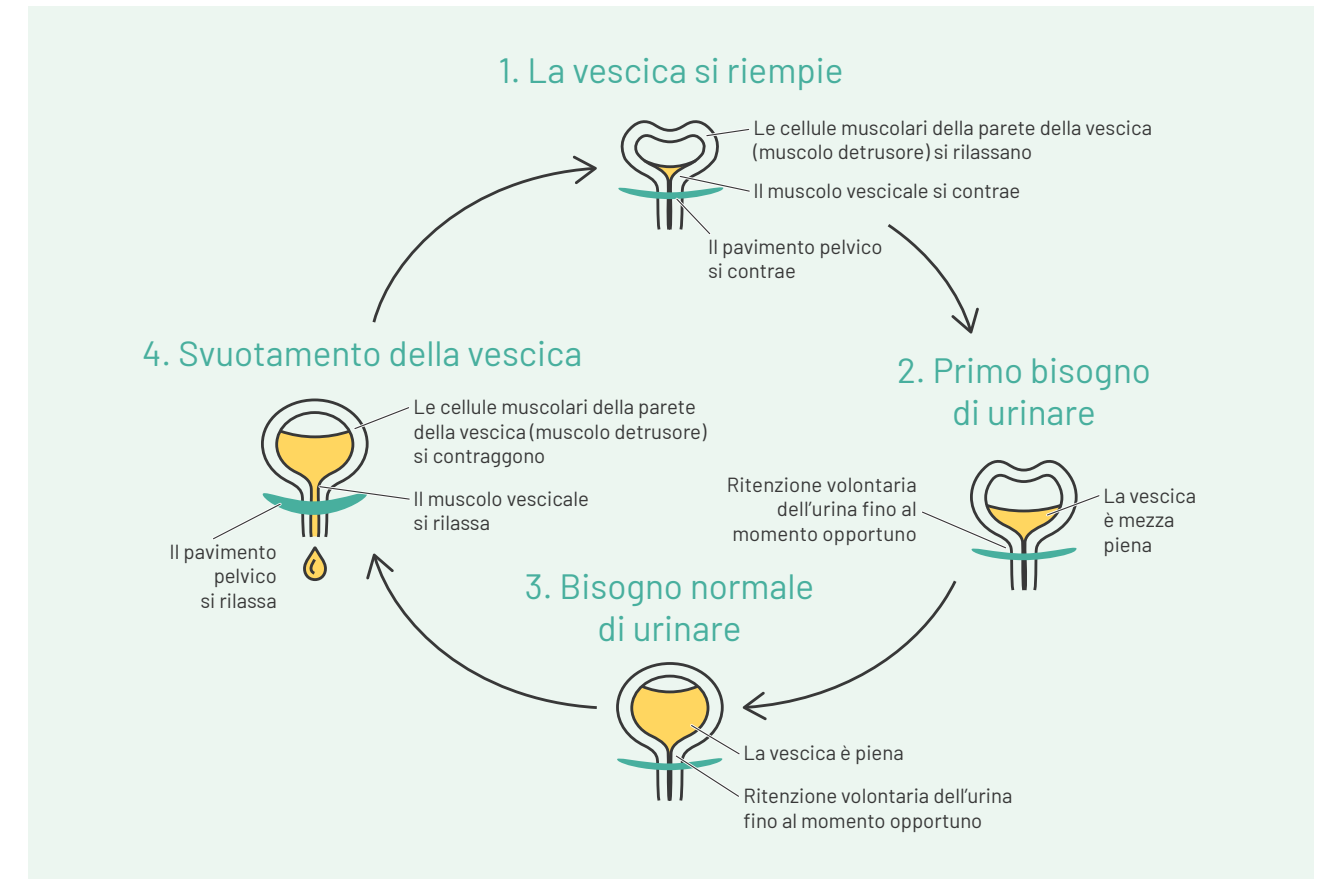 1. La vescica si riempie
Le cellule muscolari della parete della vescica
(muscolo detrusore) si rilassano
Il muscolo vescicale si contrae
Il pavimento pelvico
si contrae
2. Primo bisogno
di urinare
Ritenzione volontaria
dell'urina fino al
momento opportuno
La vescica
è mezza
piena
3. Bisogno normale
di urinare
La vescica è piena
Ritenzione volontaria dell'urina
fino al momento opportuno
4. Svuotamento della vescica
Le cellule muscolari della parete
della vescica (muscolo detrusore)
si contraggono
Il muscolo vescicale
si rilassa
Il pavimento
pelvico
si rilassa